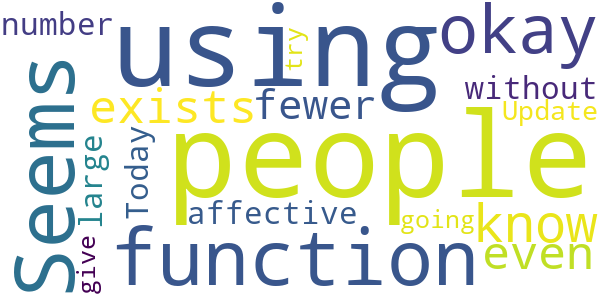 number
using
try
okay
Seems
exists
fewer
without
Update
large
Today
people
affective
going
know
give
function
even